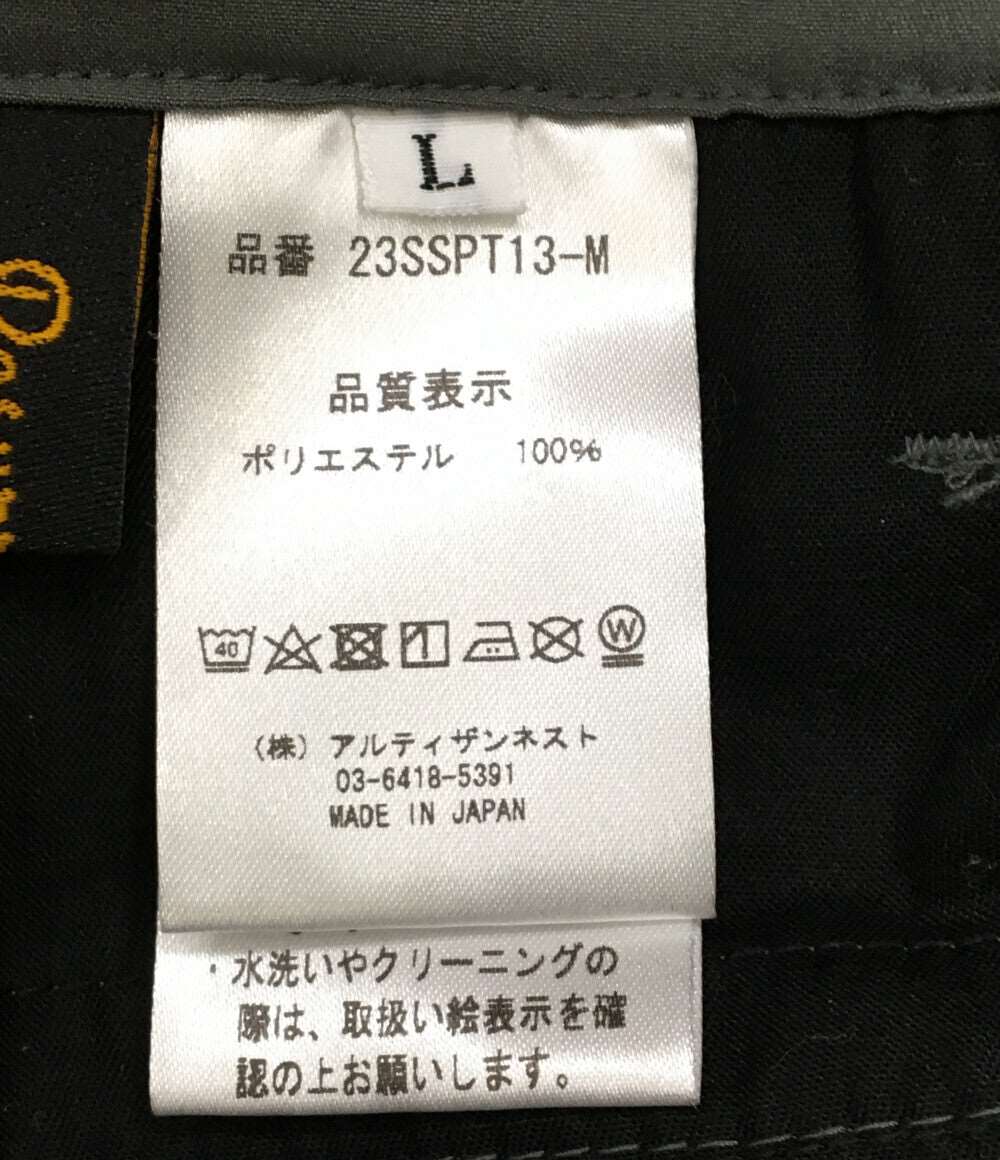 L
品番 23SSPT13-M
品質表示
ポリエステル 100%
40
1
W
(株) アルティザンネスト
03-6418-5391
MADE IN JAPAN
・水洗いやクリーニングの
際は、取扱い絵表示を確
認の上お願いします。